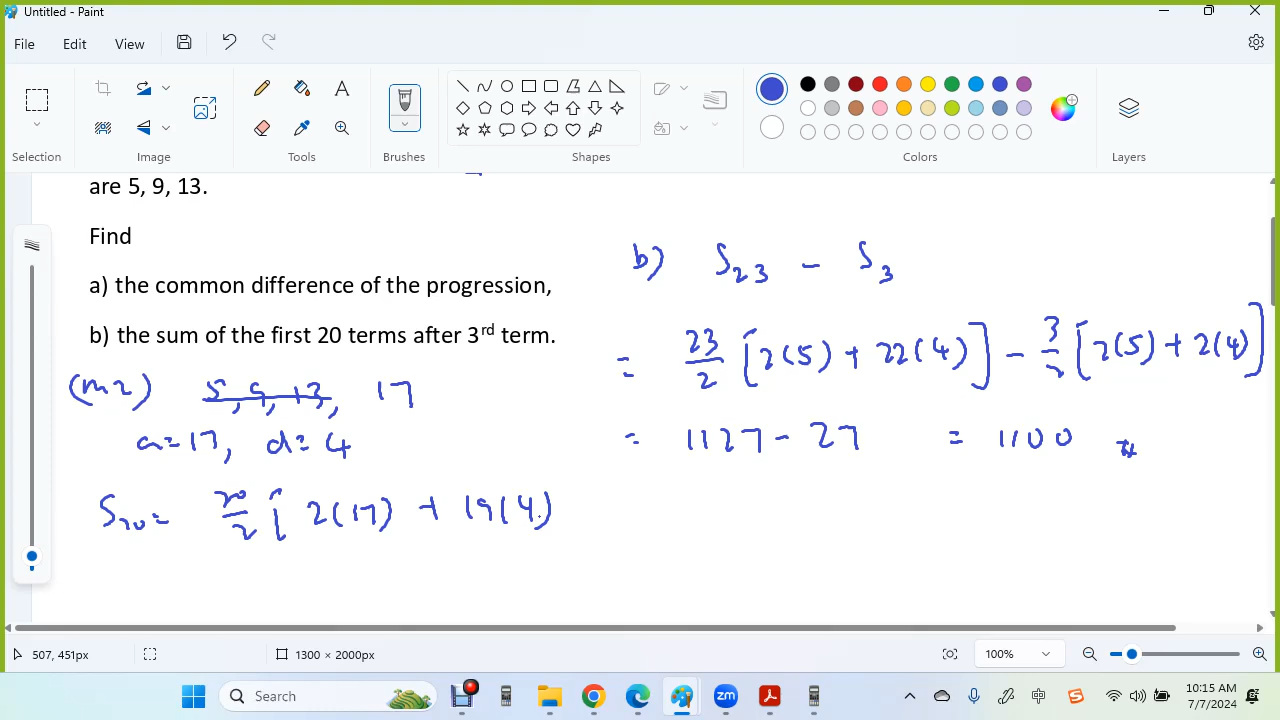 Untitled - Paint
File Edit View
Selection
Image
Tools
Brushes
Shapes
Colors
Layers
are 5, 9, 13.
Find
a) the common difference of the progression,
b) the sum of the first 20 terms after 3rd term.
(m2) 5, 9, 13, 17
a=17, d=4
S20= 20/2 [ 2(17) + 19(4)
b) S23 - S3
= 23/2 [2(5) + 22(4)] - 3/2 [2(5) + 2(4)]
= 1127 - 27 = 1100
507, 451px
1300 × 2000px
100%
Search
zm
中
10:15 AM
7/7/2024